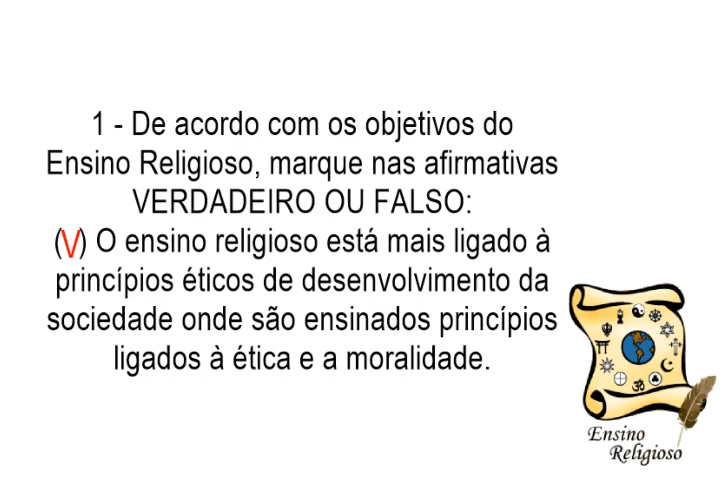 1 - De acordo com os objetivos do
Ensino Religioso, marque nas afirmativas
VERDADEIRO OU FALSO:
(V) O ensino religioso está mais ligado à
princípios éticos de desenvolvimento da
sociedade onde são ensinados princípios
ligados à ética e a moralidade.
Ensino
Religioso